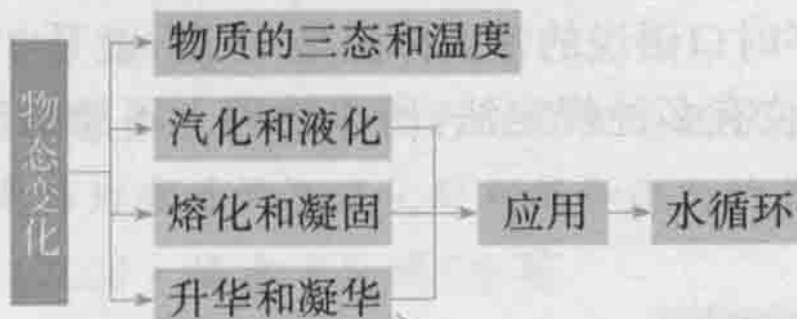 物态变化
物质的三态和温度
汽化和液化
熔化和凝固
应用
水循环
升华和凝华